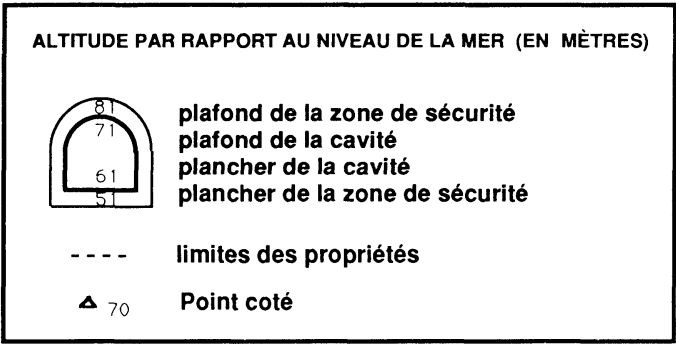 ALTITUDE PAR RAPPORT AU NIVEAU DE LA MER (EN MÈTRES)
81 plafond de la zone de sécurité
71 plafond de la cavité
61 plancher de la cavité
51 plancher de la zone de sécurité
limites des propriétés
70 Point coté